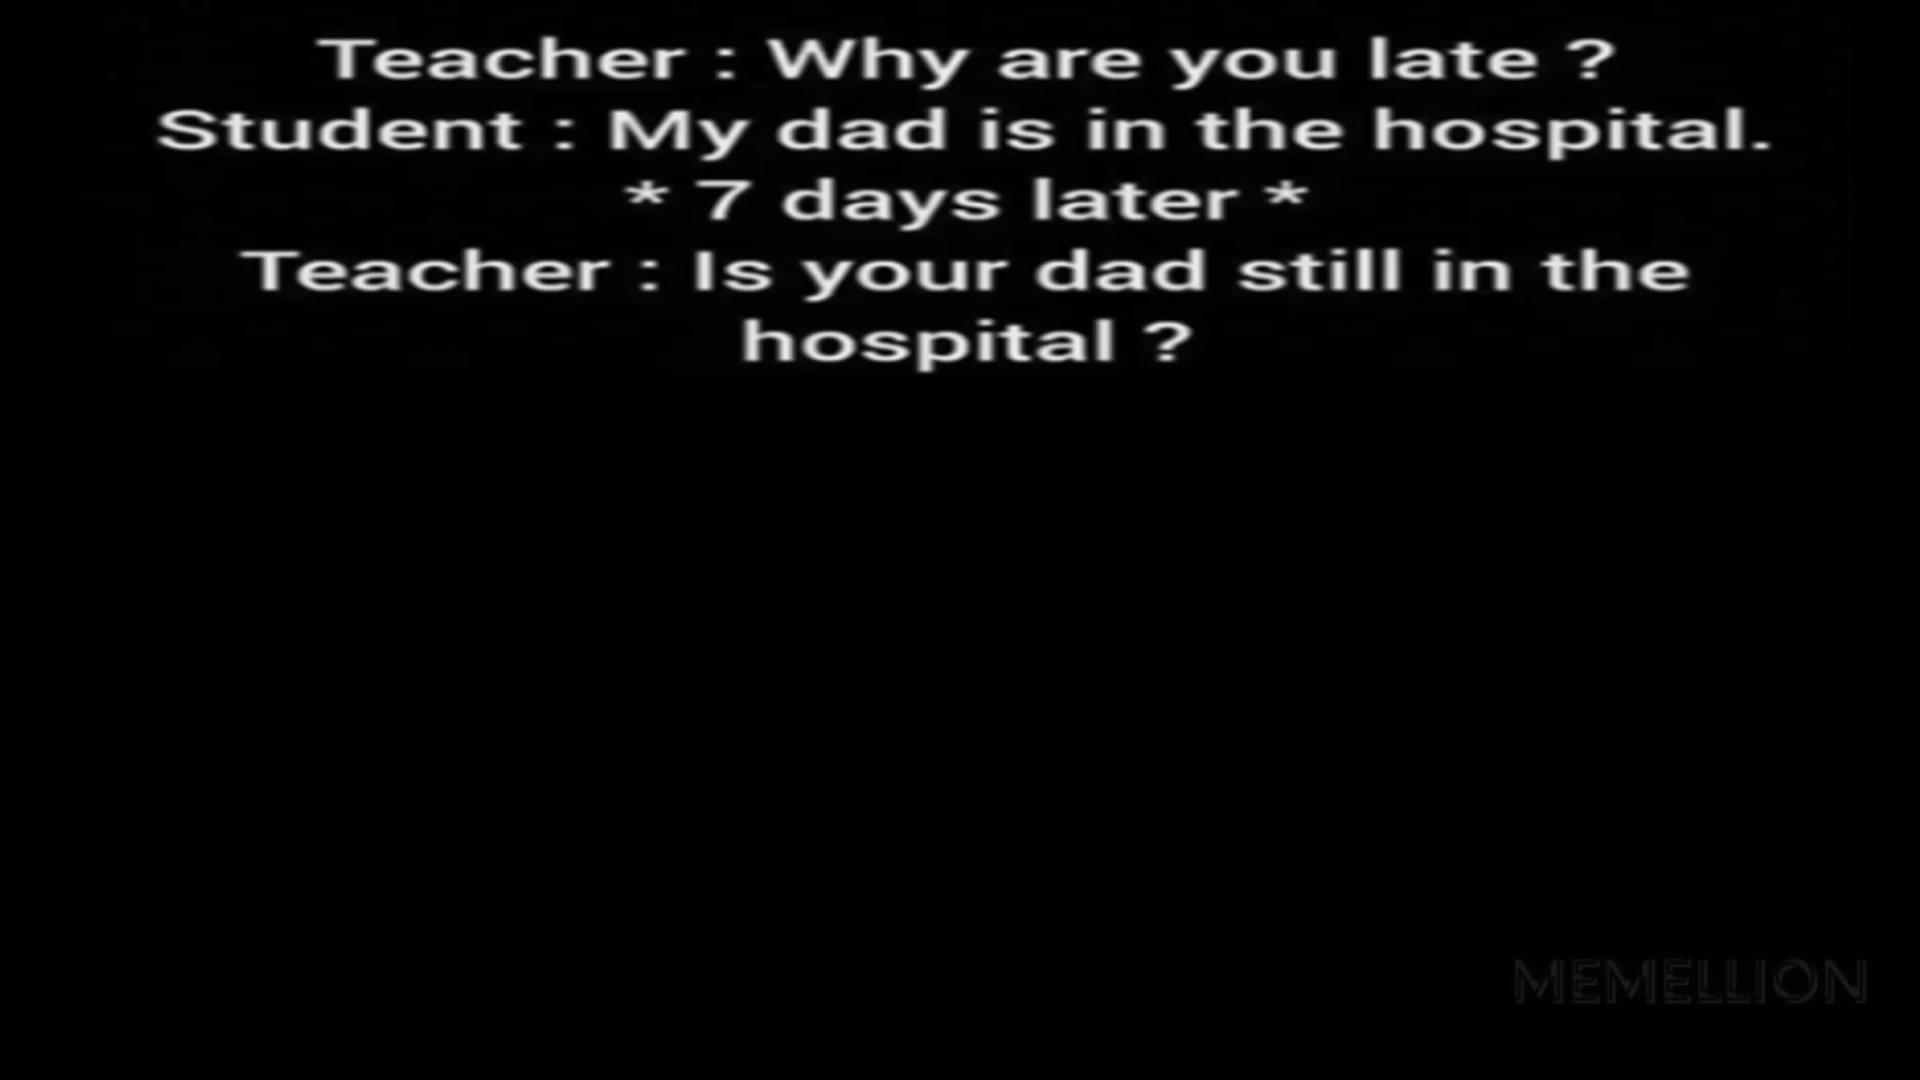 Teacher : Why are you late ?
Student : My dad is in the hospital.
* 7 days later *
Teacher : Is your dad still in the
hospital ?
MEMELLION